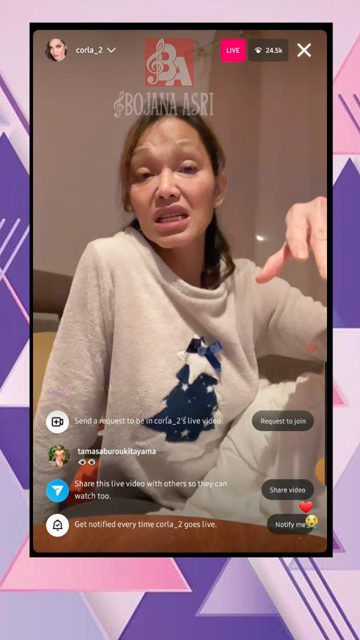 corla_2
LIVE
24.5k
BA
BOJANA ASRI
Send a request to be in corla_2's live video.
Request to join
tamasaburoukitayama
👀
Share this live video with others so they can
watch too.
Share video
Get notified every time corla_2 goes live.
Notify me